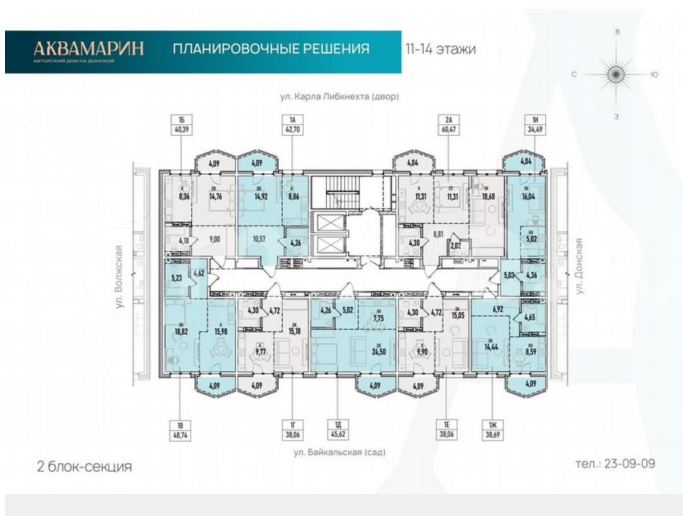 АКВАМАРИН
АВТОРСКИЙ ДОМ НА ДОНСКОЙ
ПЛАНИРОВОЧНЫЕ РЕШЕНИЯ
11-14 этажи
В
С
Ю
З
ул. Карла Либкнехта (двор)
1Б
40,39
1А
42,70
2А
60,47
1И
34,49
4,09
4,09
4,04
4,04
8,36
14,76
14,92
8,86
11,31
11,31
10,68
16,04
4,18
9,00
10,57
4,26
4,30
8,81
2,02
5,02
ул. Волжская
ул. Донская
5,23
4,62
5,03
4,36
4,30
4,72
4,26
5,02
7,75
4,30
4,72
15,05
6,92
4,65
18,82
15,98
9,77
15,18
24,50
9,90
14,44
8,59
4,09
4,09
4,09
4,09
4,09
1В
48,74
1Г
38,06
1Д
45,62
1Е
38,06
1Ж
38,69
ул. Байкальская (сад)
2 блок-секция
тел.: 23-09-09